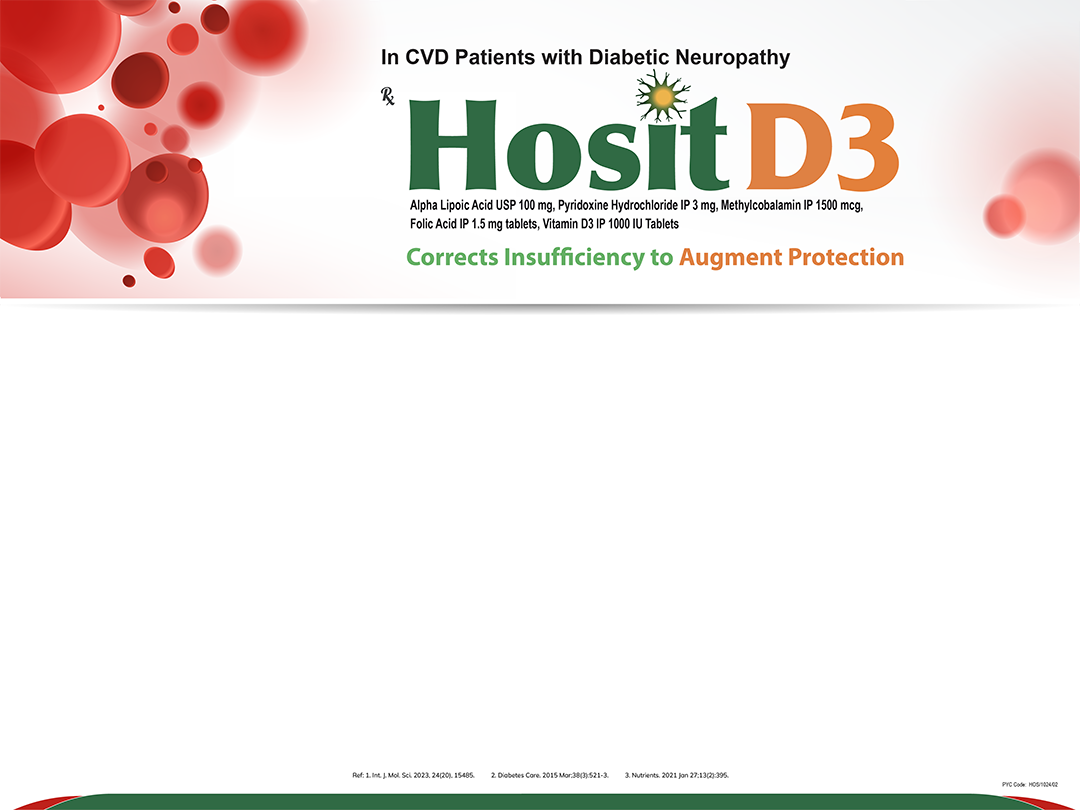 In CVD Patients with Diabetic Neuropathy
℞
Hosit D3
Alpha Lipoic Acid USP 100 mg, Pyridoxine Hydrochloride IP 3 mg, Methylcobalamin IP 1500 mcg,
Folic Acid IP 1.5 mg tablets, Vitamin D3 IP 1000 IU Tablets
Corrects Insufficiency to Augment Protection
Ref: 1. Int. J. Mol. Sci. 2023, 24(20), 15485. 2. Diabetes Care. 2015 Mar;38(3):521-3. 3. Nutrients. 2021 Jan 27;13(2):395.
PYC Code: HOS/1024/02